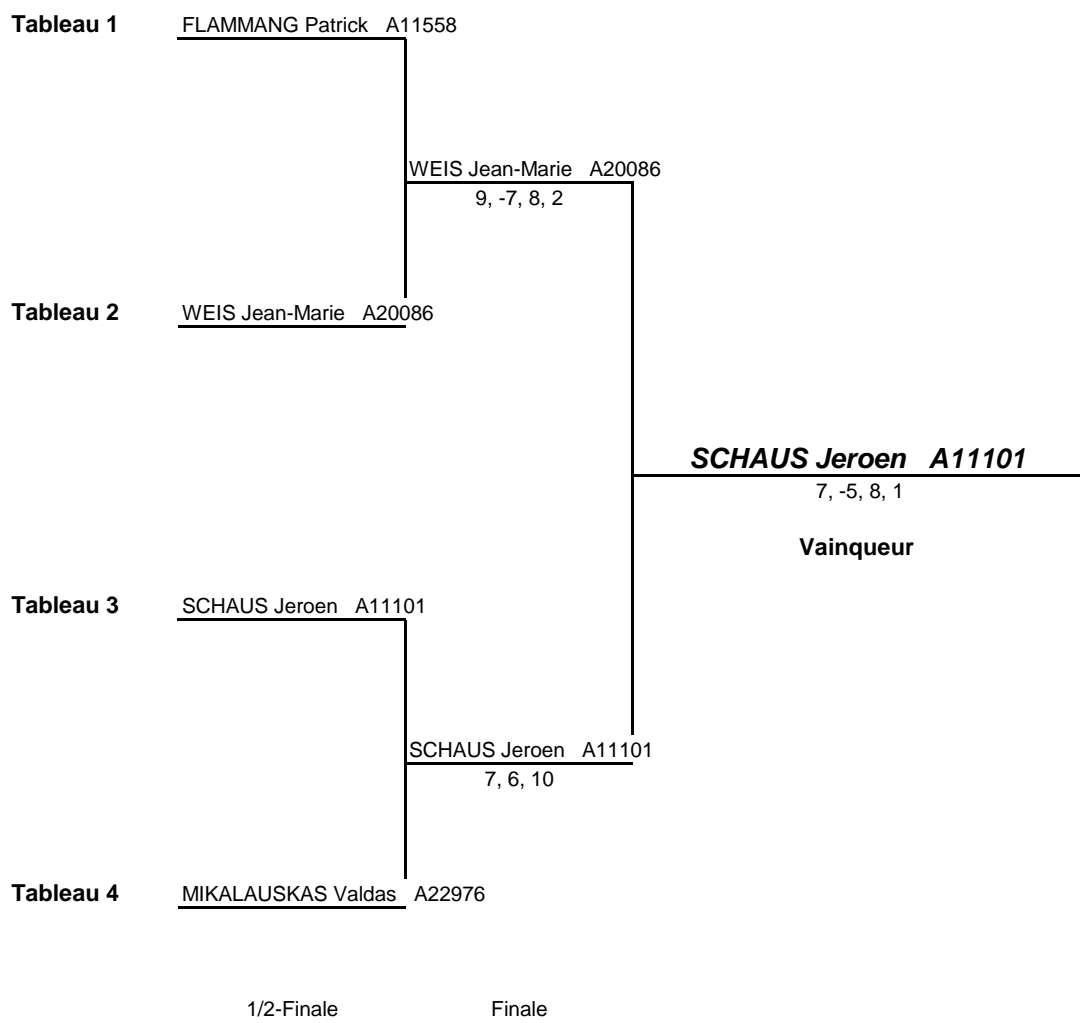 Tableau 1 FLAMMANG Patrick A11558
WEIS Jean-Marie A20086
9, -7, 8, 2
Tableau 2 WEIS Jean-Marie A20086
SCHAUS Jeroen A11101
7, -5, 8, 1
Vainqueur
Tableau 3 SCHAUS Jeroen A11101
SCHAUS Jeroen A11101
7, 6, 10
Tableau 4 MIKALAUSKAS Valdas A22976
1/2-Finale Finale